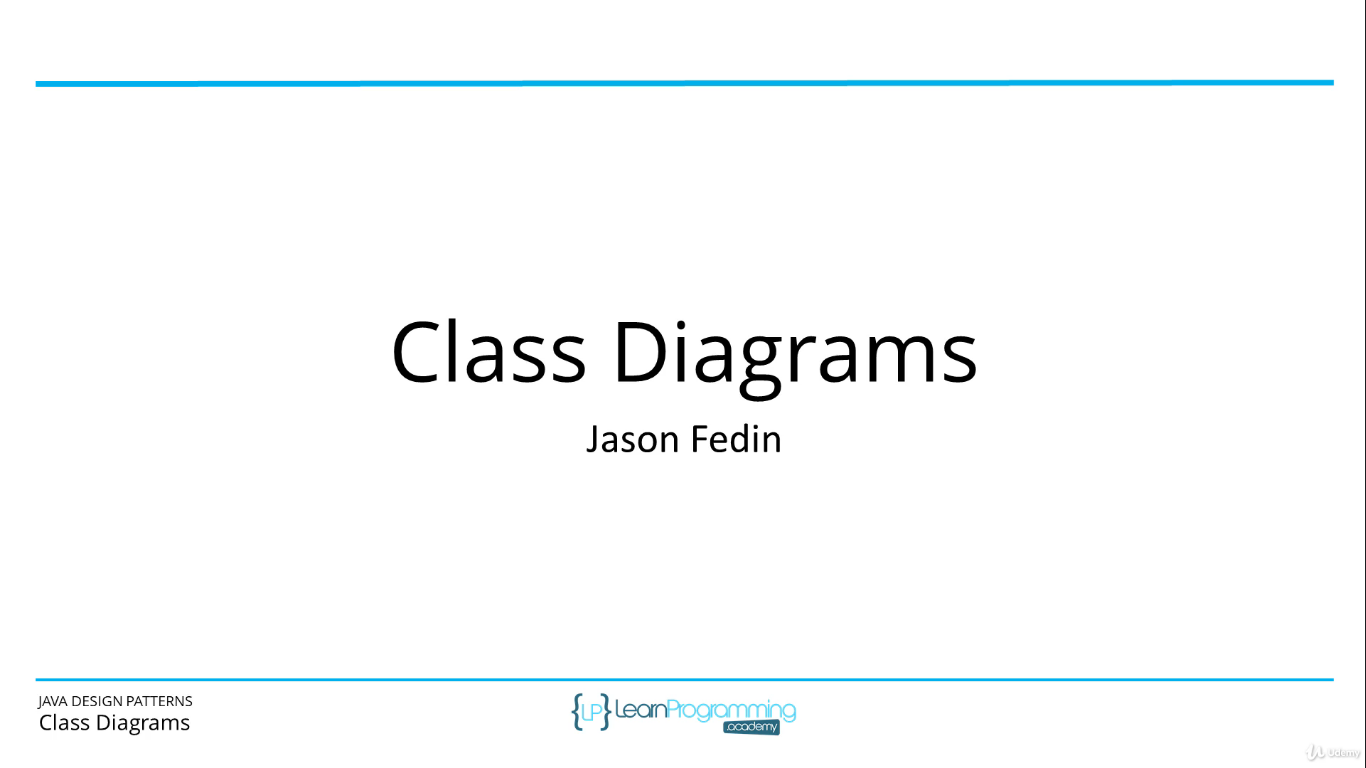 Class Diagrams
Jason Fedin
JAVA DESIGN PATTERNS
Class Diagrams
{LP} LearnProgramming
.academy
Udemy